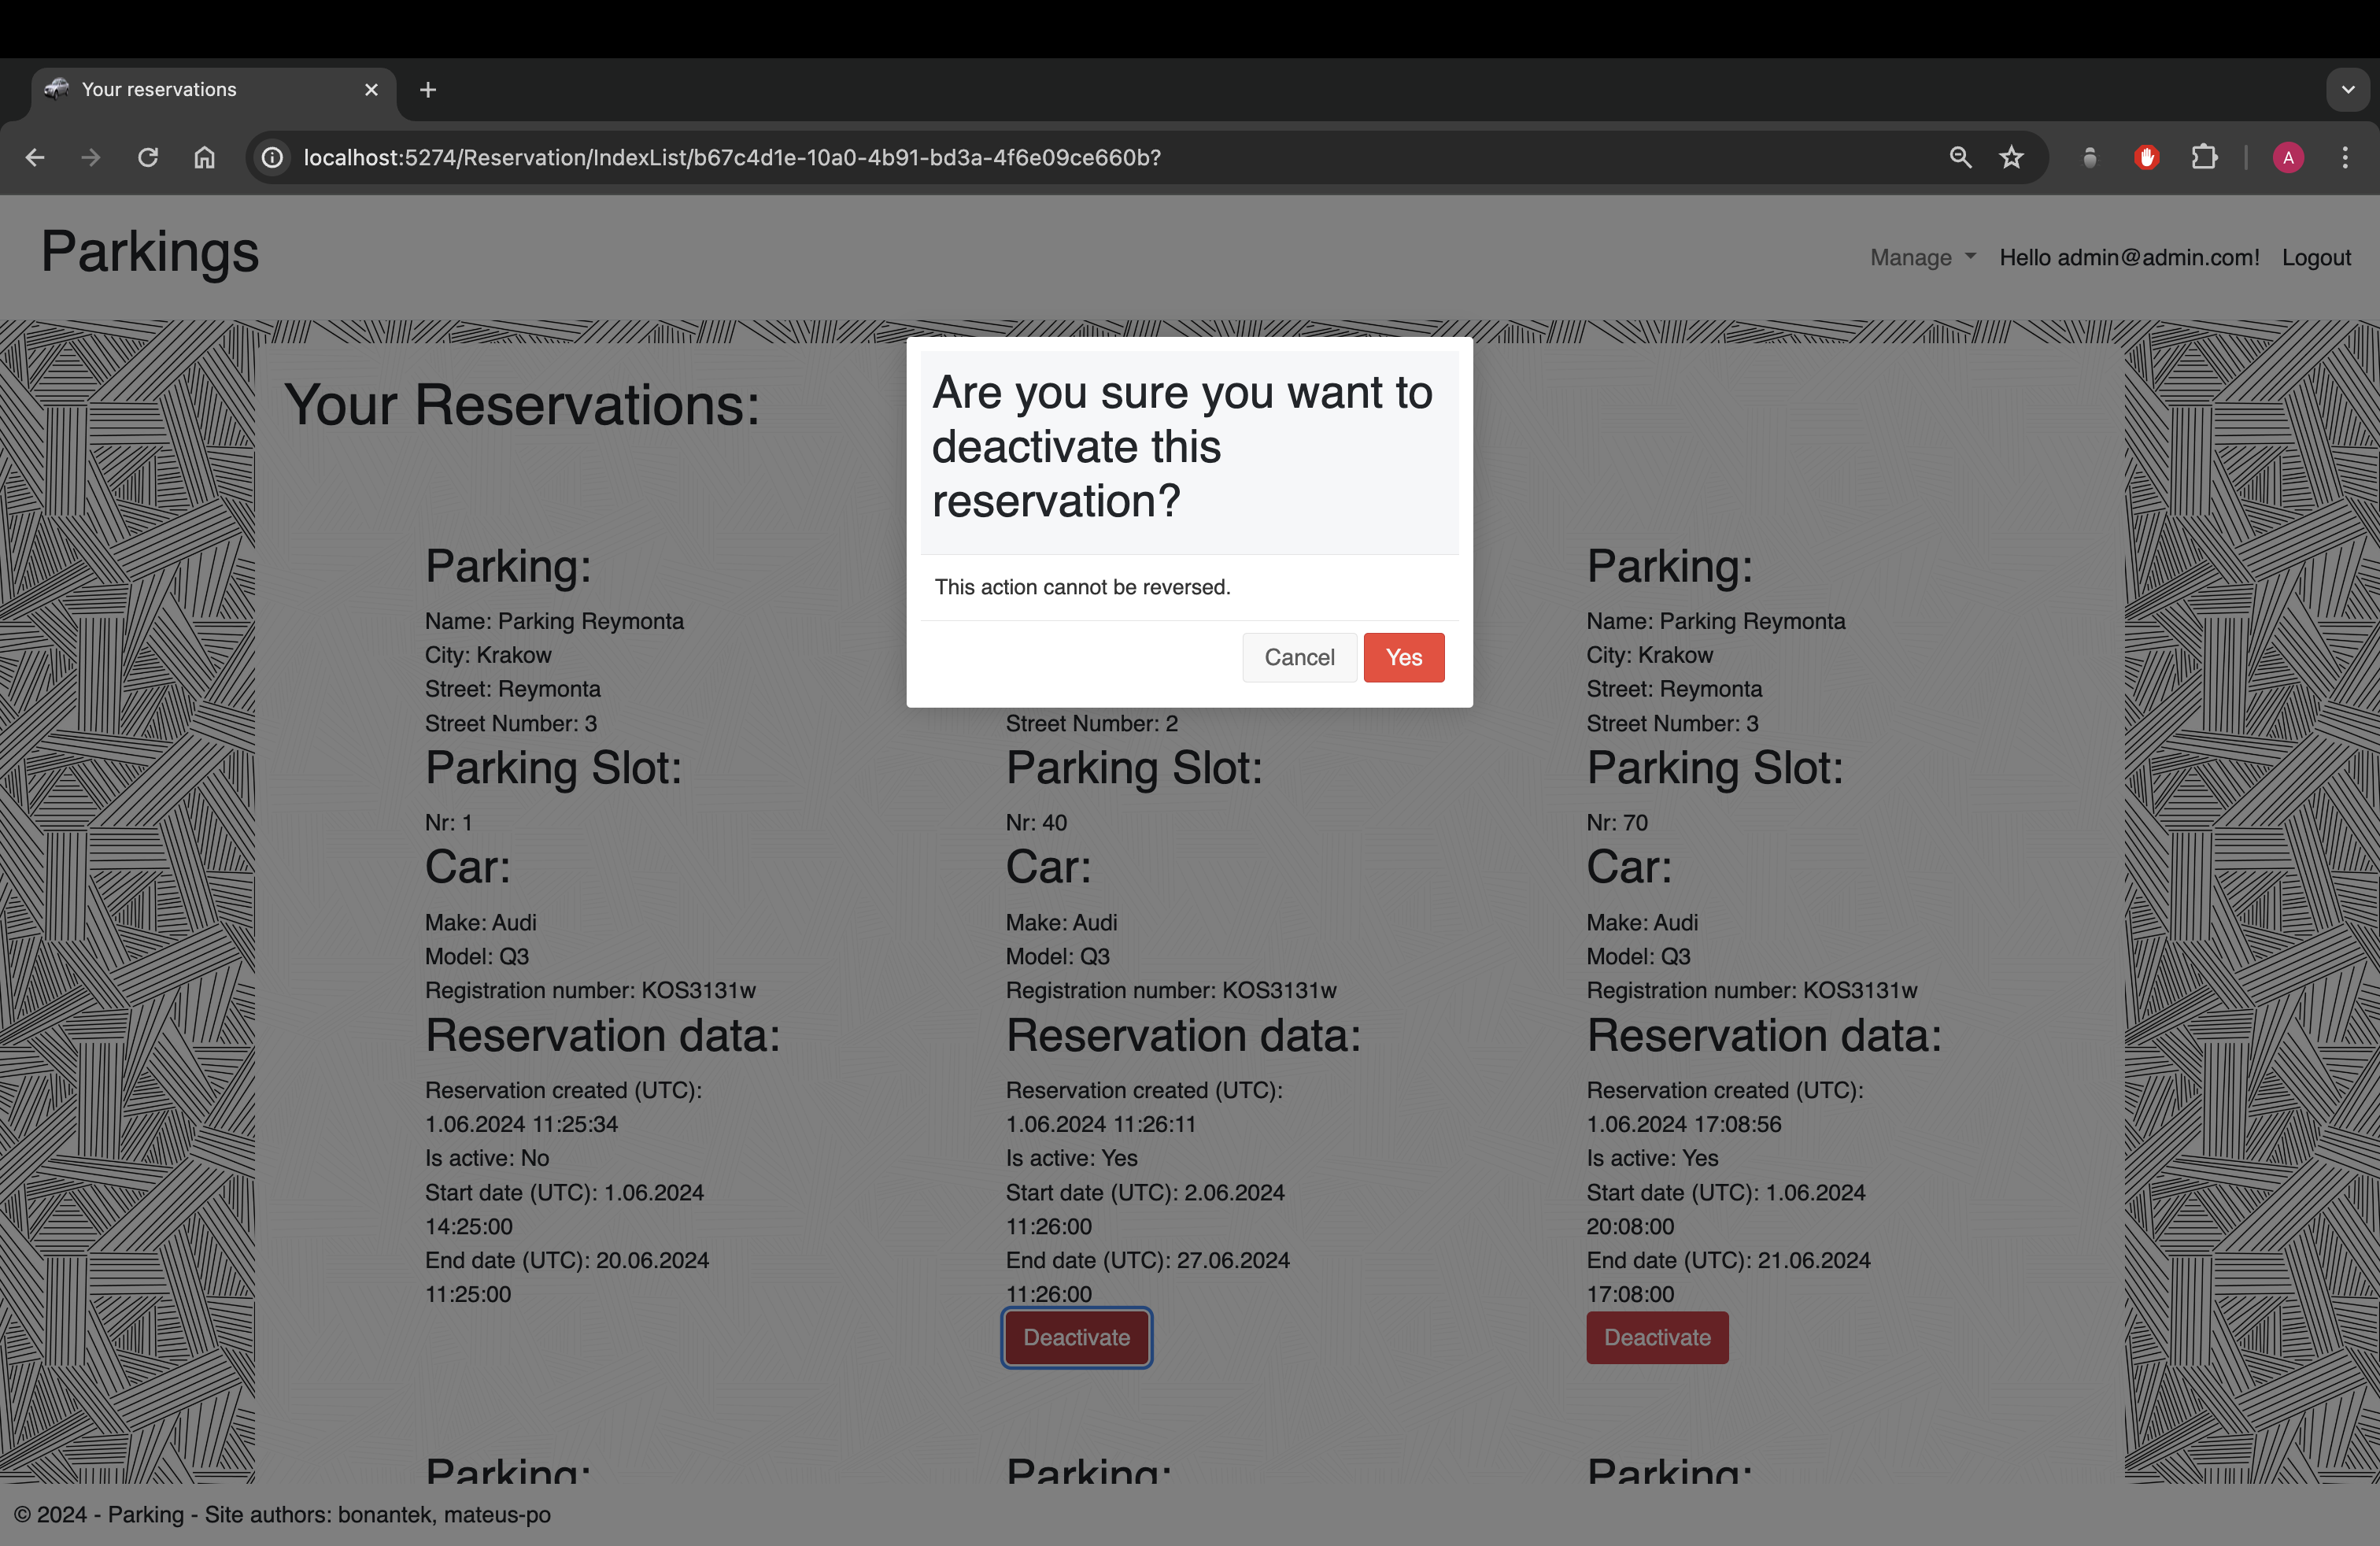 Your reservations
localhost:5274/Reservation/IndexList/b67c4d1e-10a0-4b91-bd3a-4f6e09ce660b?
A
Parkings
Manage
Hello admin@admin.com!
Logout
Your Reservations:
Are you sure you want to
deactivate this
reservation?
This action cannot be reversed.
Cancel
Yes
Parking:
Name: Parking Reymonta
City: Krakow
Street: Reymonta
Street Number: 3
Parking Slot:
Nr: 1
Car:
Make: Audi
Model: Q3
Registration number: KOS3131w
Reservation data:
Reservation created (UTC):
1.06.2024 11:25:34
Is active: No
Start date (UTC): 1.06.2024
14:25:00
End date (UTC): 20.06.2024
11:25:00
Street Number: 2
Parking Slot:
Nr: 40
Car:
Make: Audi
Model: Q3
Registration number: KOS3131w
Reservation data:
Reservation created (UTC):
1.06.2024 11:26:11
Is active: Yes
Start date (UTC): 2.06.2024
11:26:00
End date (UTC): 27.06.2024
11:26:00
Deactivate
Parking:
Name: Parking Reymonta
City: Krakow
Street: Reymonta
Street Number: 3
Parking Slot:
Nr: 70
Car:
Make: Audi
Model: Q3
Registration number: KOS3131w
Reservation data:
Reservation created (UTC):
1.06.2024 17:08:56
Is active: Yes
Start date (UTC): 1.06.2024
20:08:00
End date (UTC): 21.06.2024
17:08:00
Deactivate
Parking:
Parking:
Parking:
© 2024 - Parking - Site authors: bonantek, mateus-po